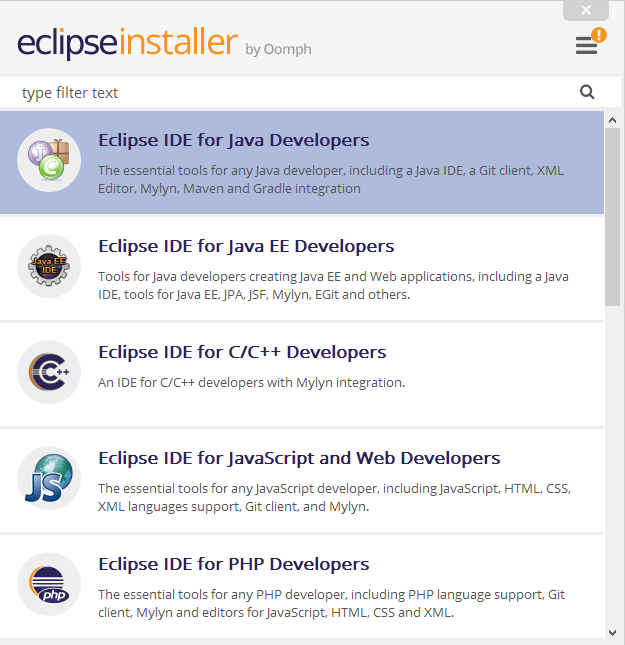 eclipseinstaller by Oomph
!
type filter text
Eclipse IDE for Java Developers
The essential tools for any Java developer, including a Java IDE, a Git client, XML
Editor, Mylyn, Maven and Gradle integration
Java EE
IDE
Eclipse IDE for Java EE Developers
Tools for Java developers creating Java EE and Web applications, including a Java
IDE, tools for Java EE, JPA, JSF, Mylyn, EGit and others.
C++
Eclipse IDE for C/C++ Developers
An IDE for C/C++ developers with Mylyn integration.
JS
Eclipse IDE for JavaScript and Web Developers
The essential tools for any JavaScript developer, including JavaScript, HTML, CSS,
XML languages support, Git client, and Mylyn.
php
Eclipse IDE for PHP Developers
The essential tools for any PHP developer, including PHP language support, Git
client, Mylyn and editors for JavaScript, HTML, CSS and XML.